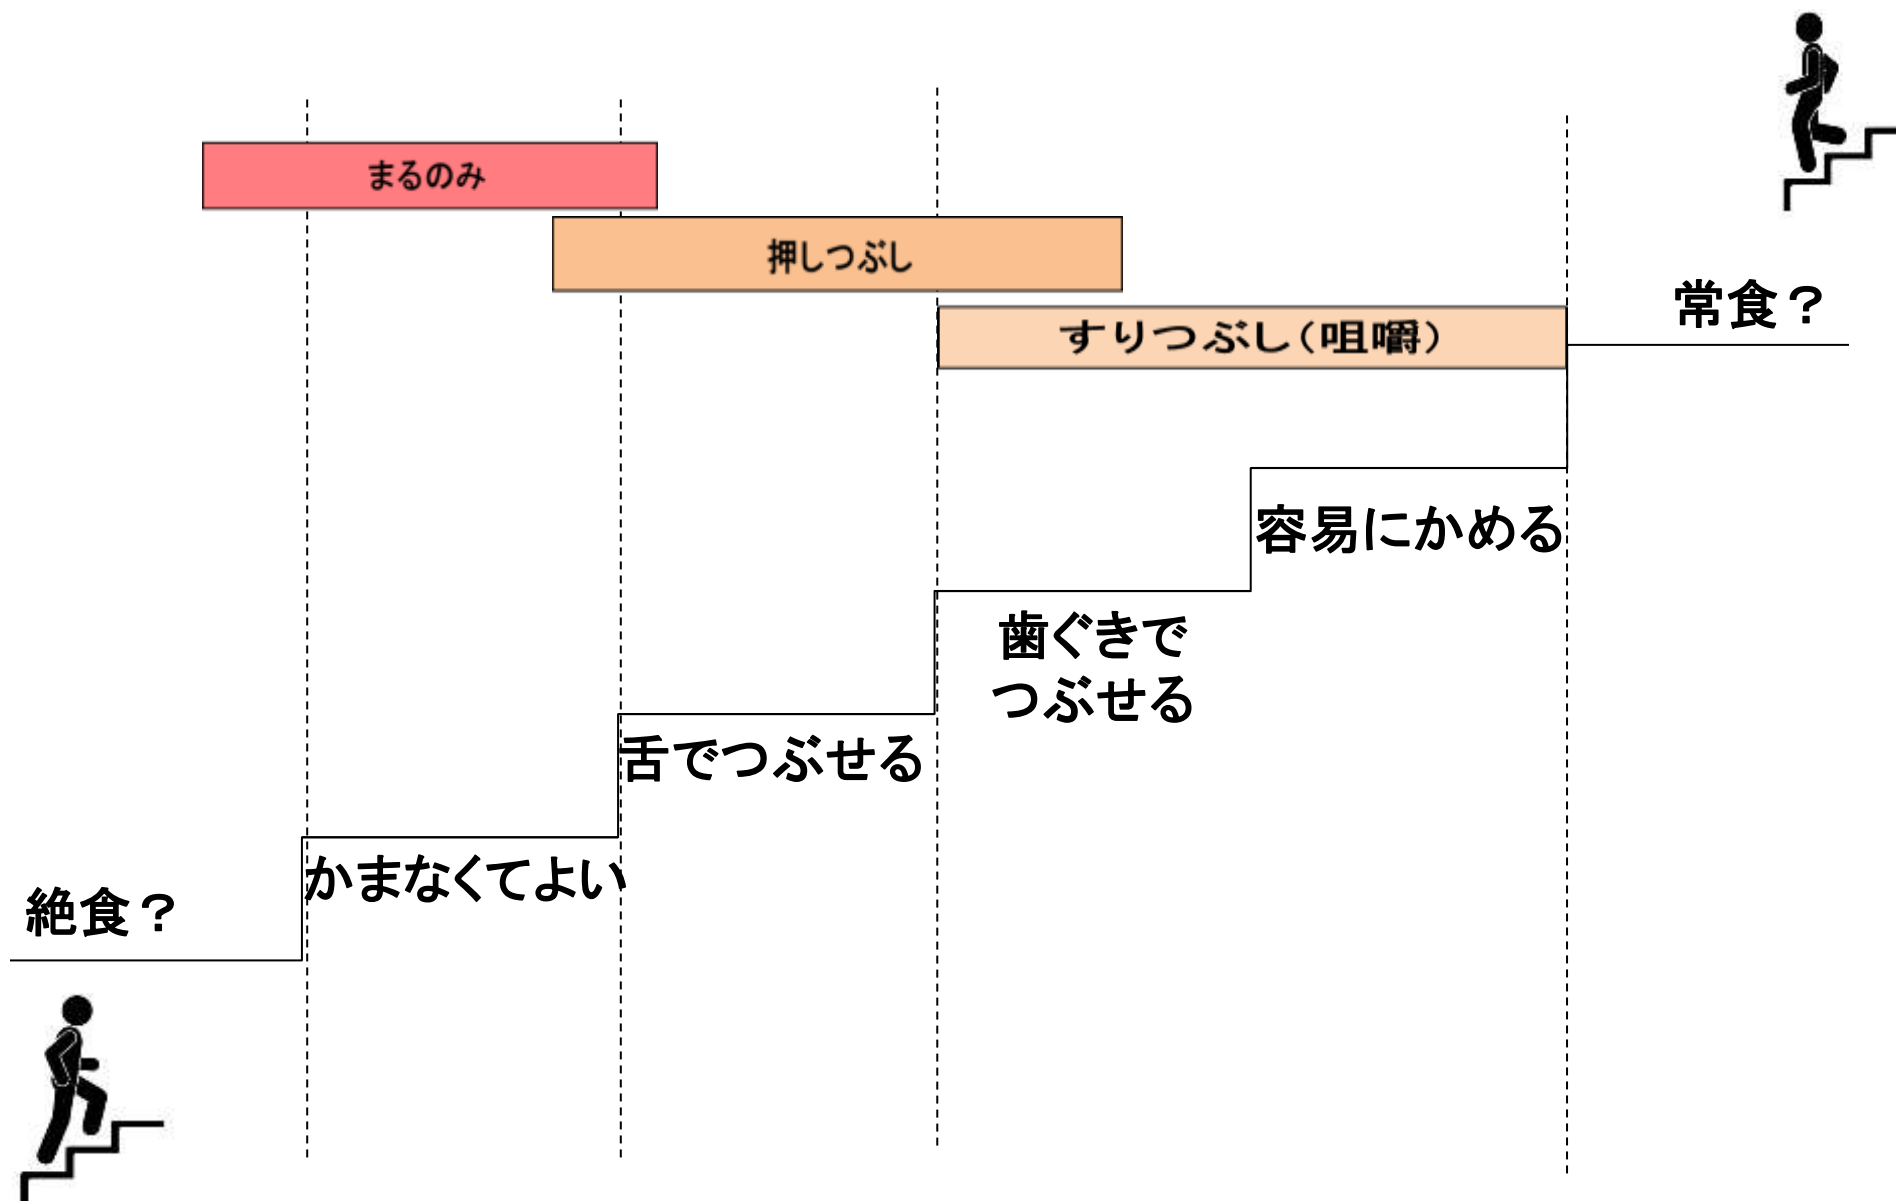 まるのみ
押しつぶし
常食？
すりつぶし（咀嚼）
容易にかめる
歯ぐきで
つぶせる
舌でつぶせる
かまなくてよい
絶食？